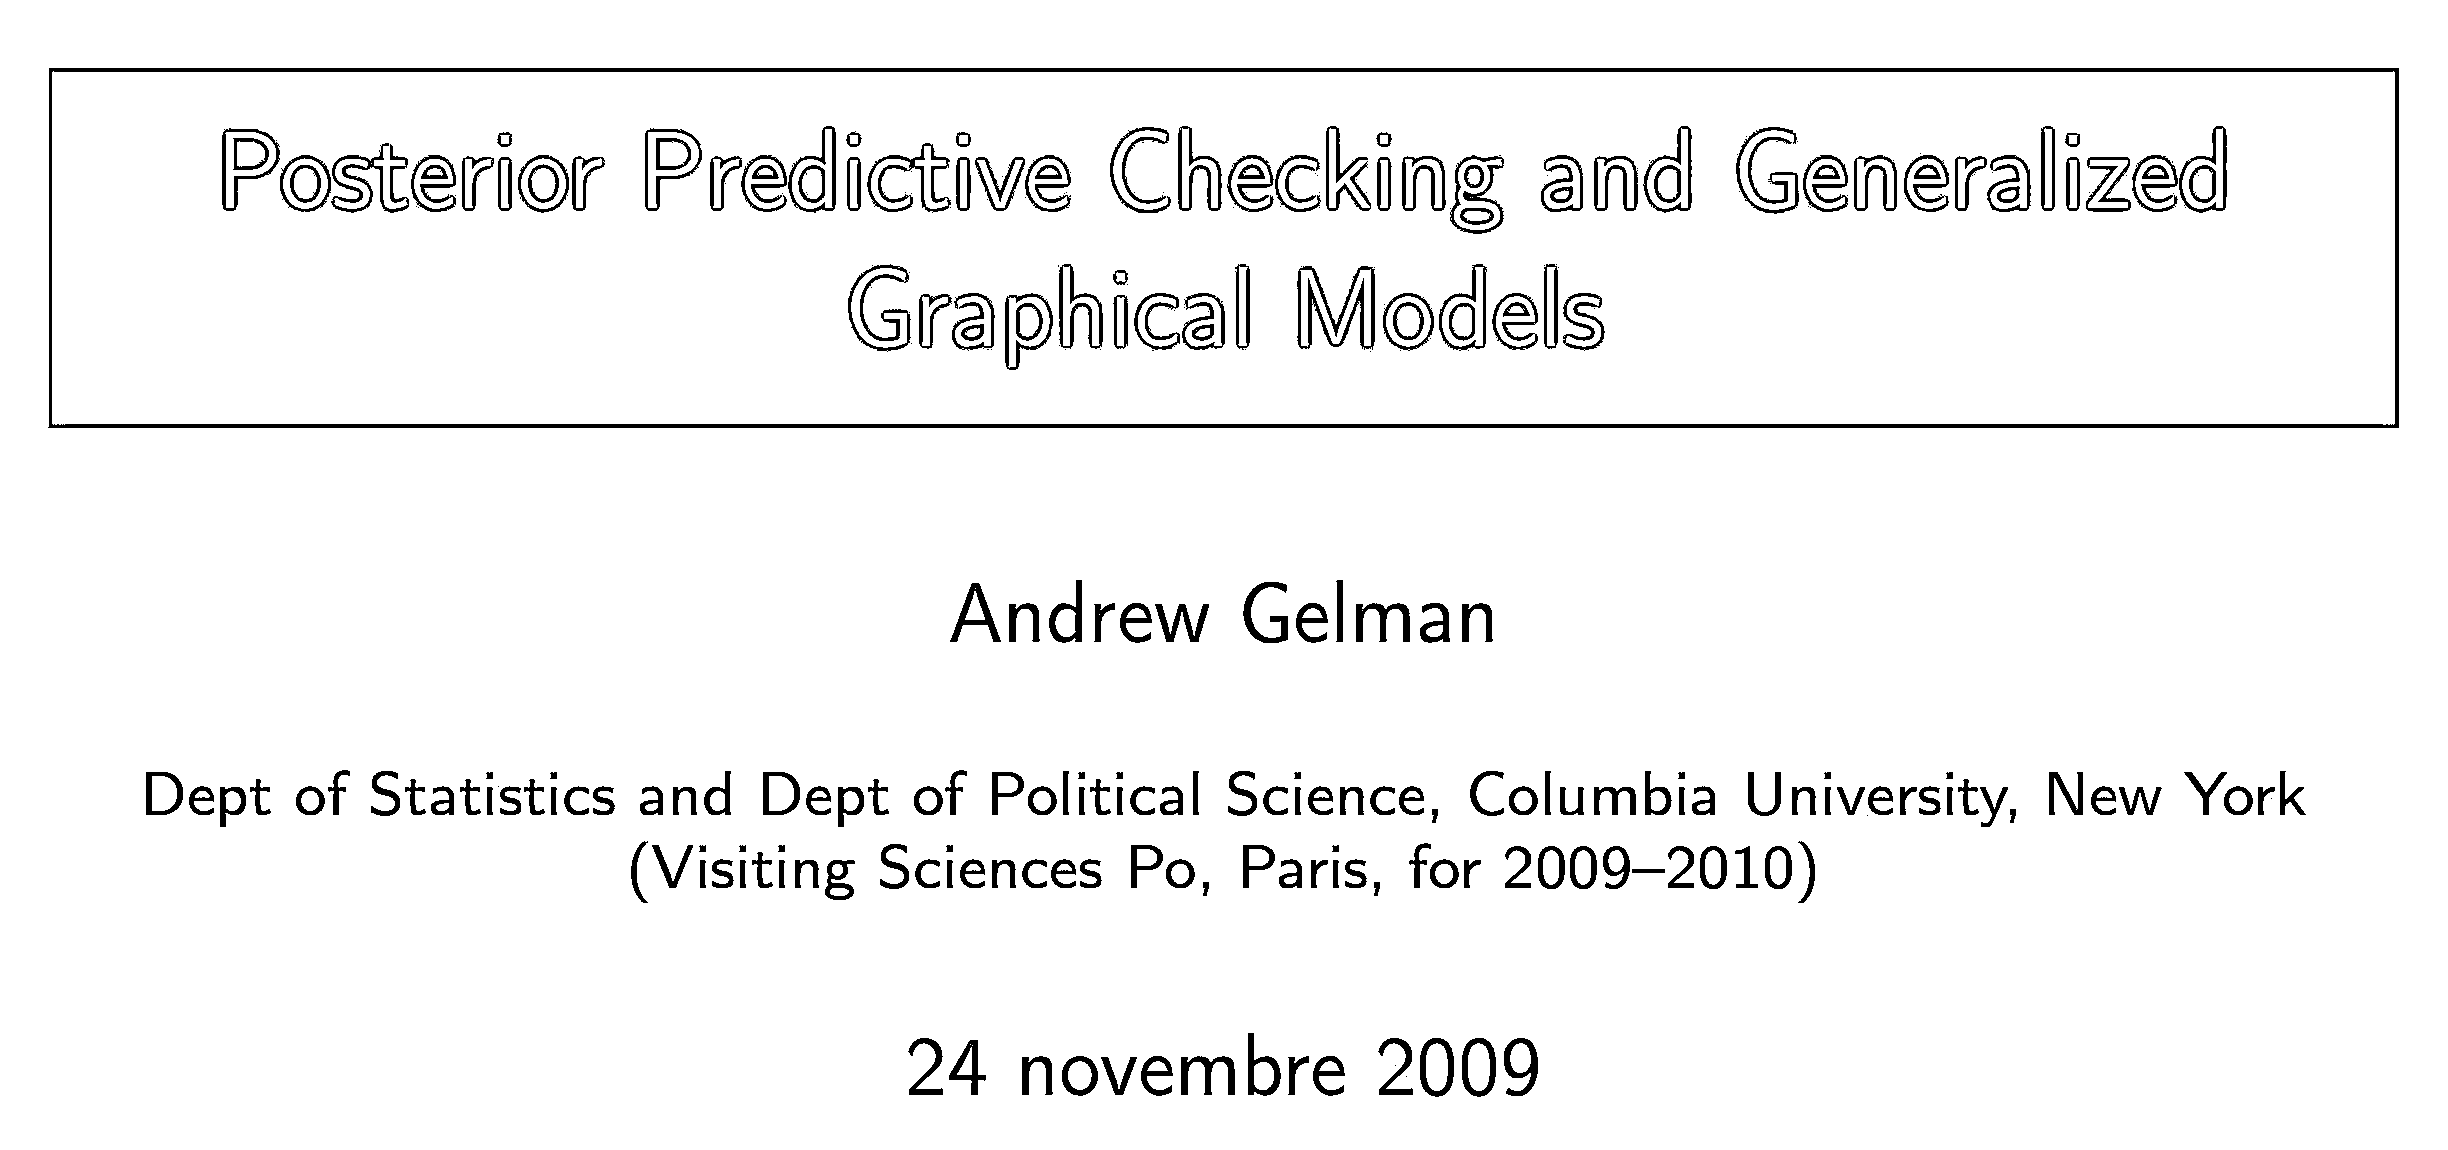 Posterior Predictive Checking and Generalized
Graphical Models
Andrew Gelman
Dept of Statistics and Dept of Political Science, Columbia University, New York
(Visiting Sciences Po, Paris, for 2009–2010)
24 novembre 2009